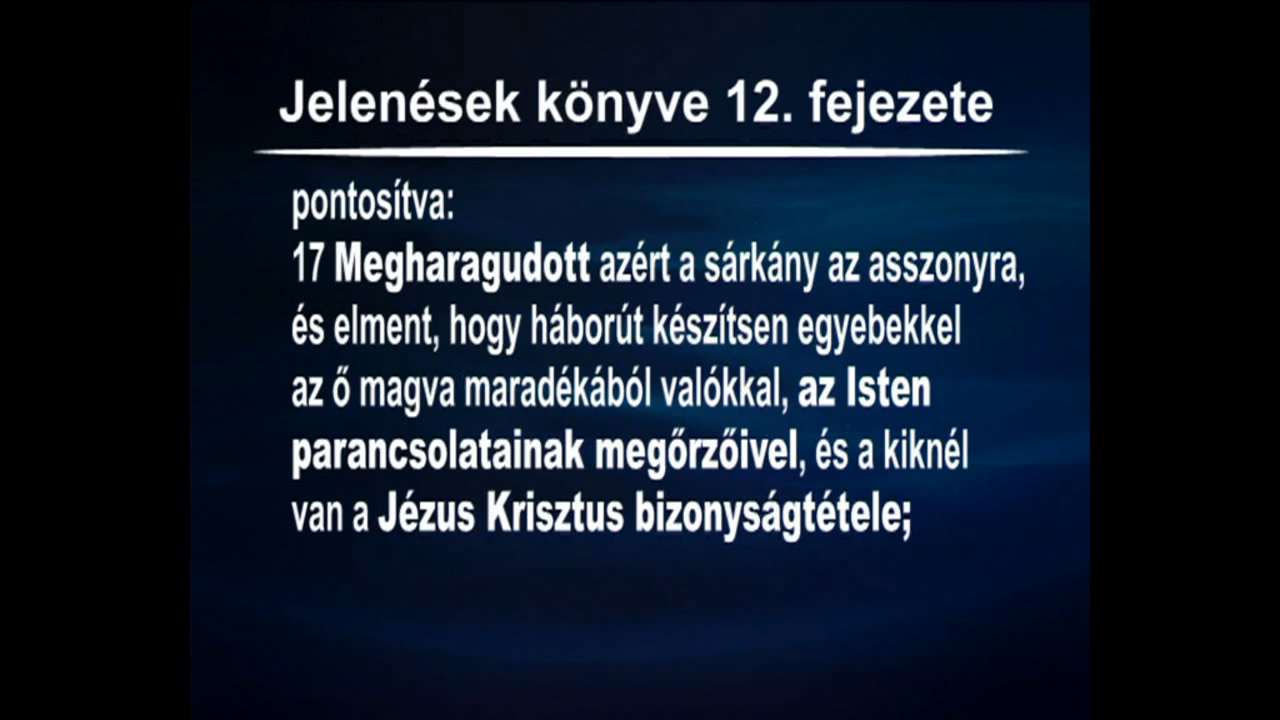 Jelenések könyve 12. fejezete
pontosítva:
17 Megharagudott azért a sárkány az asszonyra,
és elment, hogy háborút készítsen egyebekkel
az ő magva maradékából valókkal, az Isten
parancsolatainak megőrzőivel, és a kiknél
van a Jézus Krisztus bizonyságtétele;